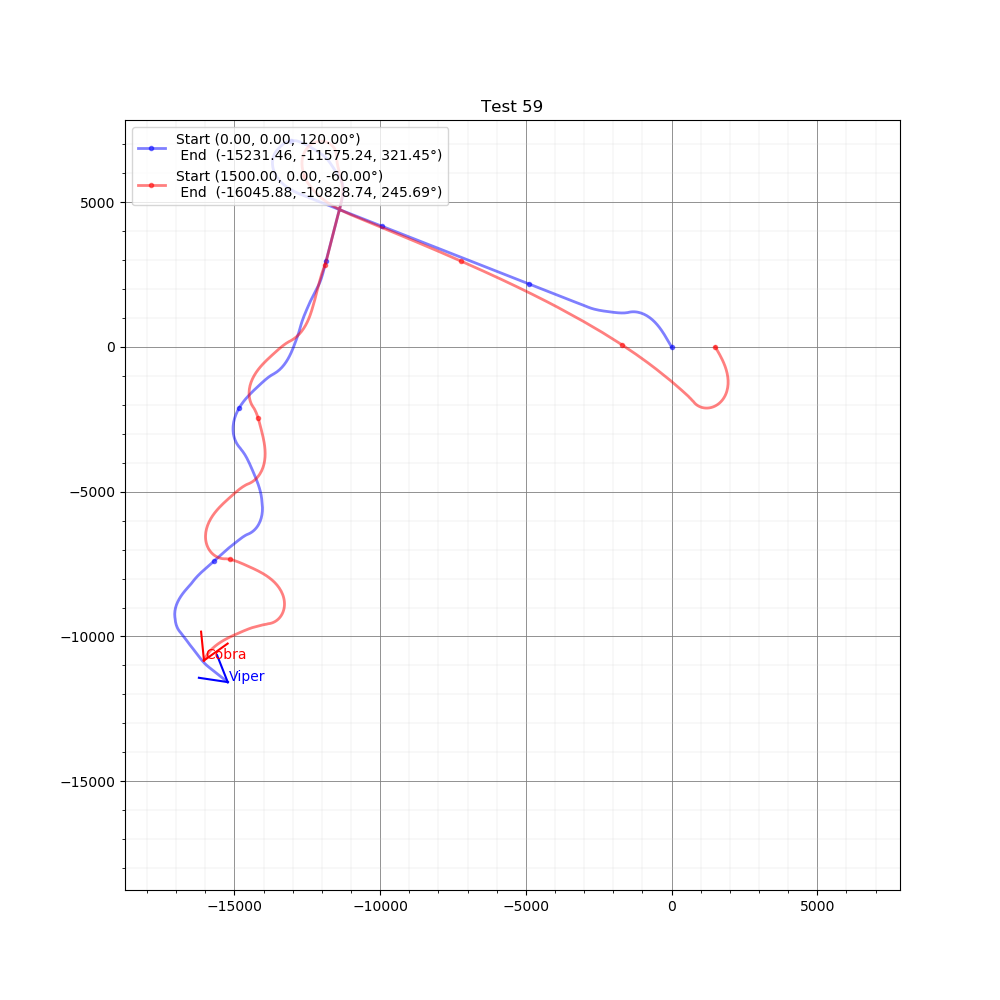 Test 59
Start (0.00, 0.00, 120.00°)
End  (-15231.46, -11575.24, 321.45°)
Start (1500.00, 0.00, -60.00°)
End  (-16045.88, -10828.74, 245.69°)
5000
0
−5000
−10000
−15000
Cobra
Viper
−15000
−10000
−5000
0
5000